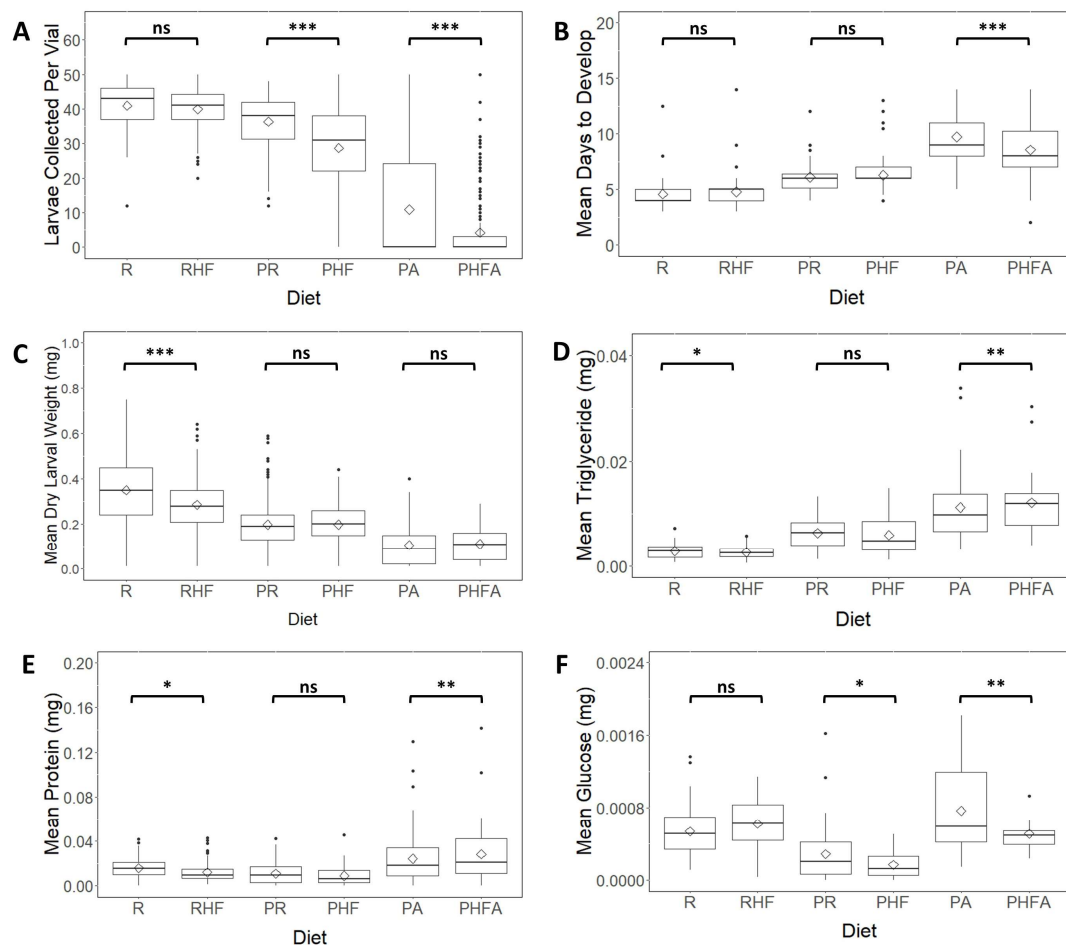 A
Larvae Collected Per Vial
60
50
40
30
20
10
0
ns
***
***
R RHF PR PHF PA PHFA
Diet
B
Mean Days to Develop
20
15
10
5
0
ns
ns
***
R RHF PR PHF PA PHFA
Diet
C
Mean Dry Larval Weight (mg)
1.0
0.8
0.6
0.4
0.2
0.0
***
ns
ns
R RHF PR PHF PA PHFA
Diet
D
Mean Triglyceride (mg)
0.04
0.02
0.00
*
ns
**
R RHF PR PHF PA PHFA
Diet
E
Mean Protein (mg)
0.20
0.16
0.12
0.08
0.04
0.00
*
ns
**
R RHF PR PHF PA PHFA
Diet
F
Mean Glucose (mg)
0.0024
0.0016
0.0008
0.0000
ns
*
**
R RHF PR PHF PA PHFA
Diet